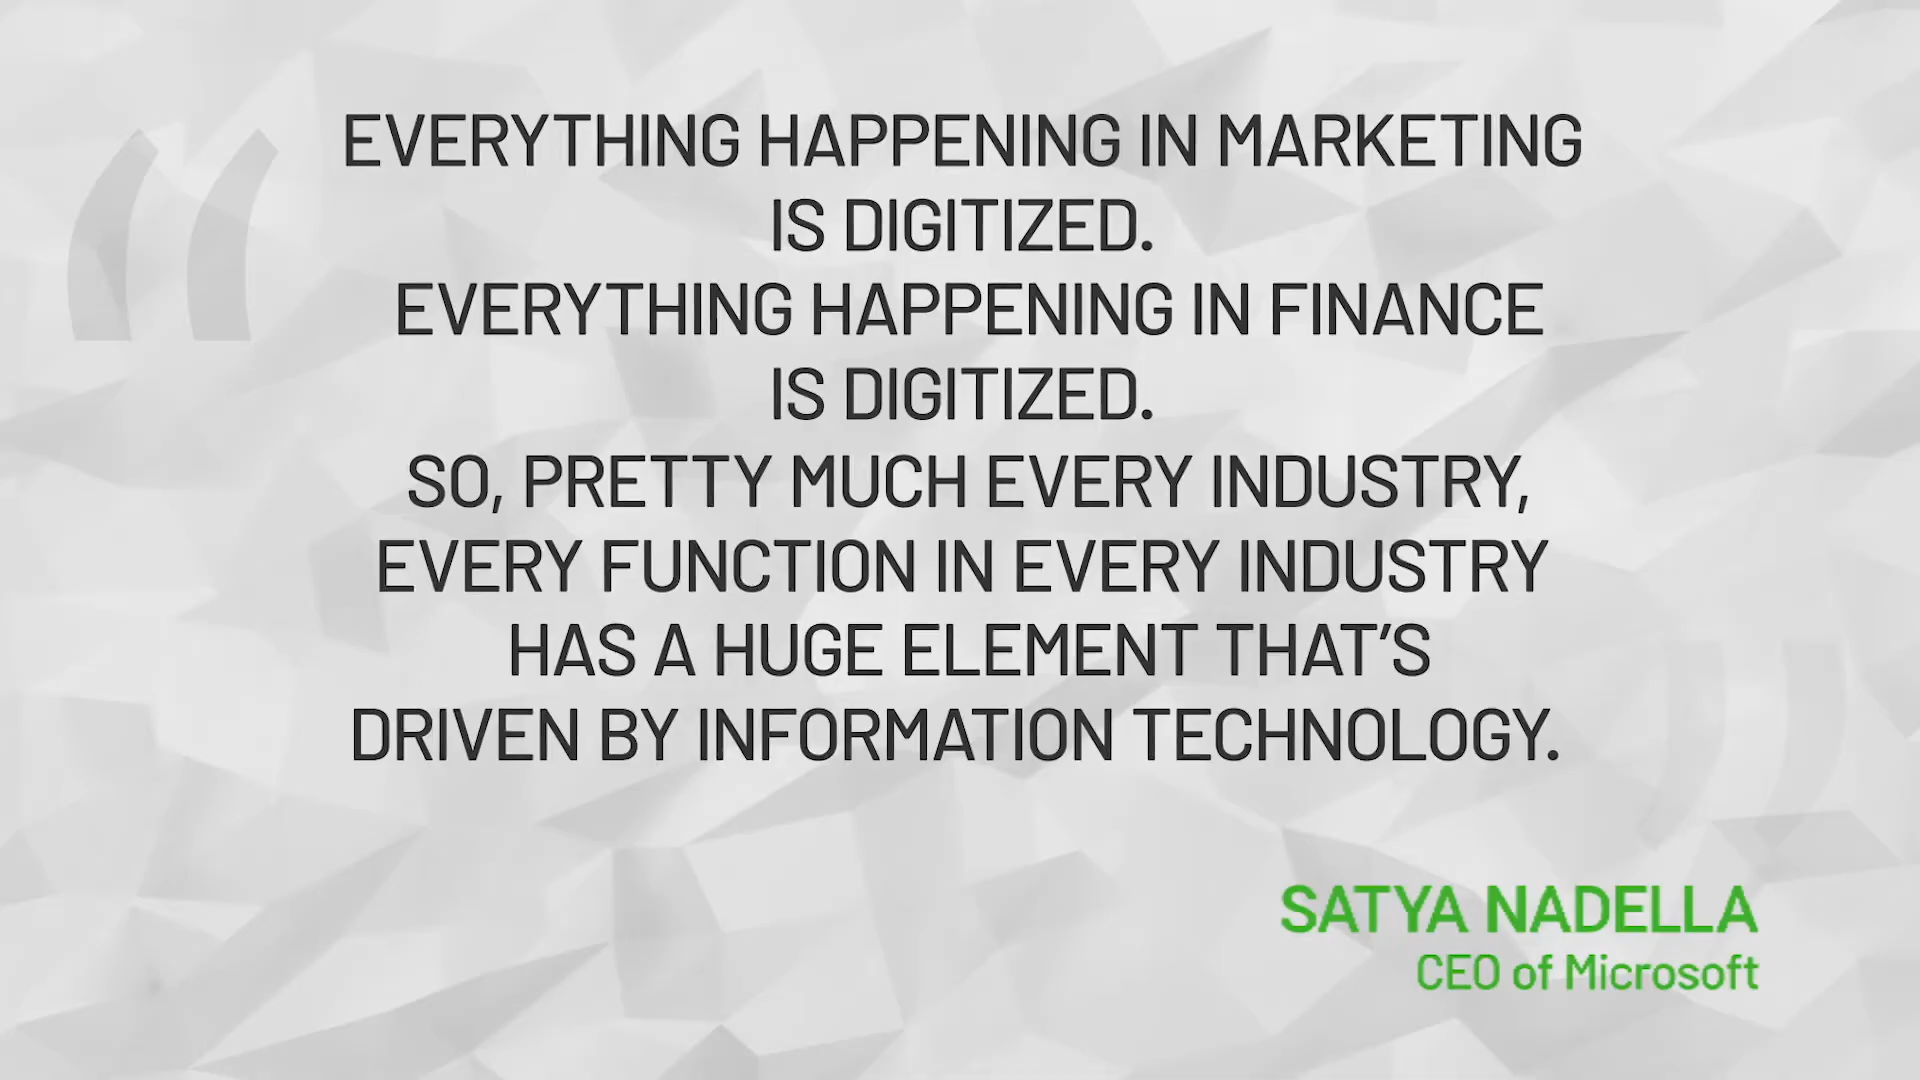 EVERYTHING HAPPENING IN MARKETING
IS DIGITIZED.
EVERYTHING HAPPENING IN FINANCE
IS DIGITIZED.
SO, PRETTY MUCH EVERY INDUSTRY,
EVERY FUNCTION IN EVERY INDUSTRY
HAS A HUGE ELEMENT THAT'S
DRIVEN BY INFORMATION TECHNOLOGY.
SATYA NADELLA
CEO of Microsoft